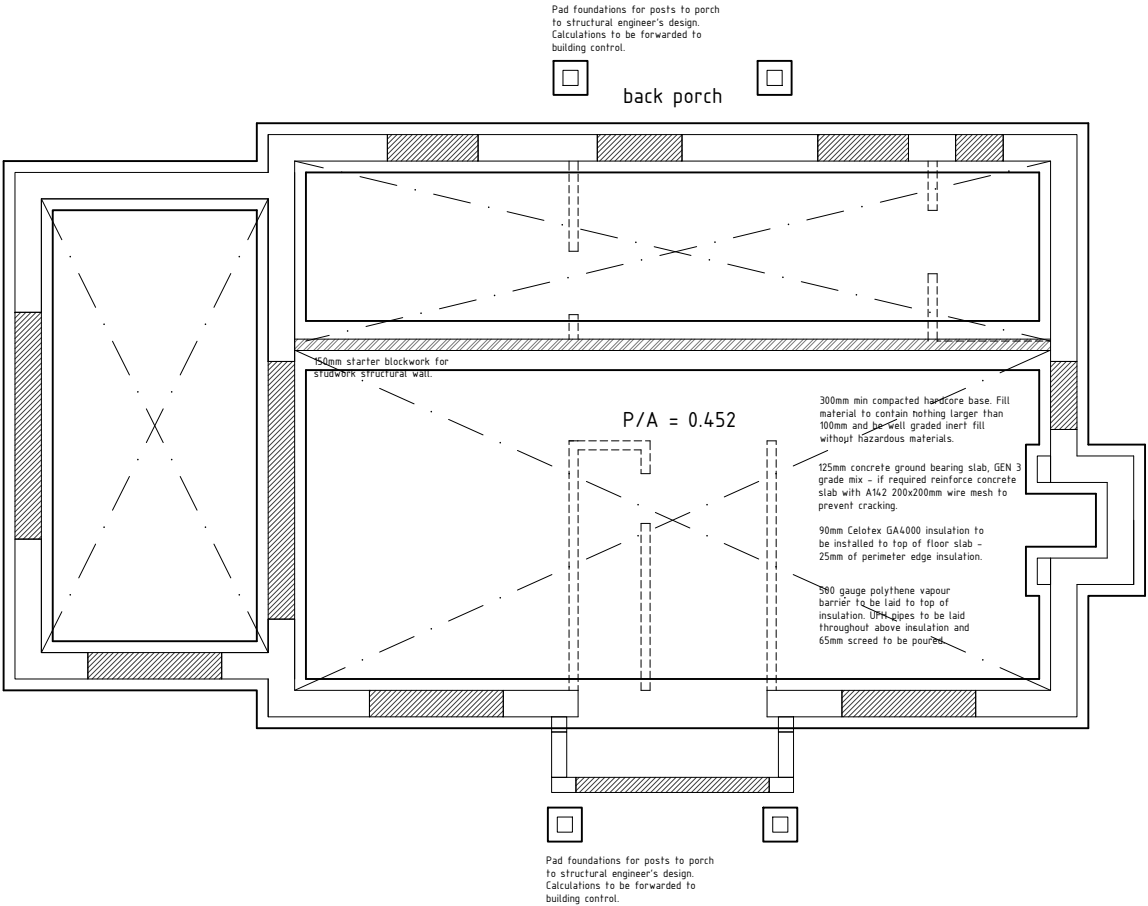 Pad foundations for posts to porch
to structural engineer's design.
Calculations to be forwarded to
building control.
back porch
150mm starter blockwork for
studwork structural wall.
P/A = 0.452
300mm min compacted hardcore base. Fill
material to contain nothing larger than
100mm and be well graded inert fill
without hazardous materials.
125mm concrete ground bearing slab, GEN 3
grade mix - if required reinforce concrete
slab with A142 200x200mm wire mesh to
prevent cracking.
90mm Celotex GA4000 insulation to
be installed to top of floor slab -
25mm of perimeter edge insulation.
500 gauge polythene vapour
barrier to be laid to top of
insulation. UFH pipes to be laid
throughout above insulation and
65mm screed to be poured.
Pad foundations for posts to porch
to structural engineer's design.
Calculations to be forwarded to
building control.